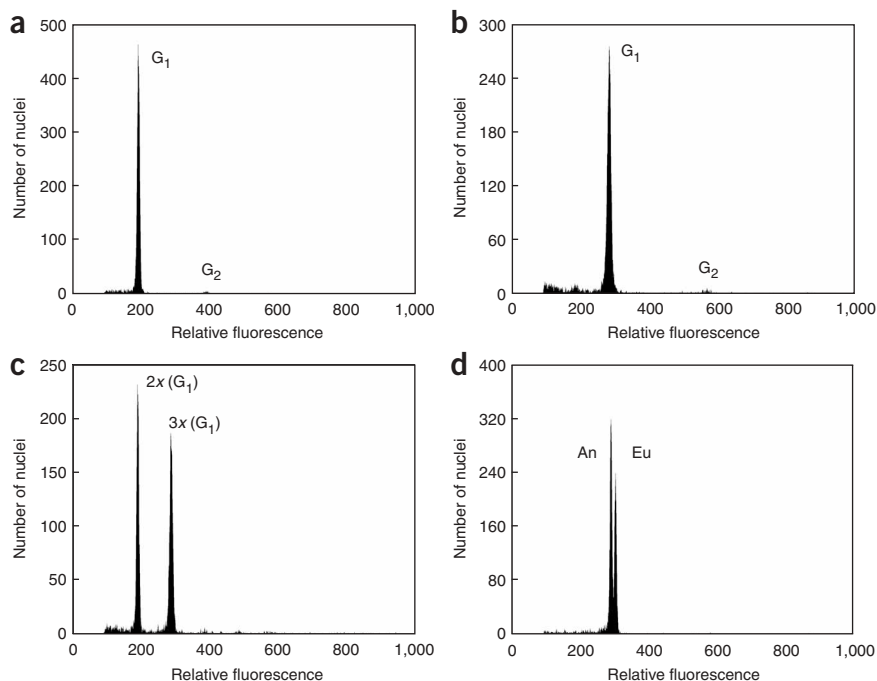 a
500
400
300
200
100
0
Number of nuclei
G1
G2
0 200 400 600 800 1,000
Relative fluorescence
b
300
240
180
120
60
0
Number of nuclei
G1
G2
0 200 400 600 800 1,000
Relative fluorescence
c
250
200
150
100
50
0
Number of nuclei
2x (G1)
3x (G1)
0 200 400 600 800 1,000
Relative fluorescence
d
400
320
240
160
80
0
Number of nuclei
An Eu
0 200 400 600 800 1,000
Relative fluorescence